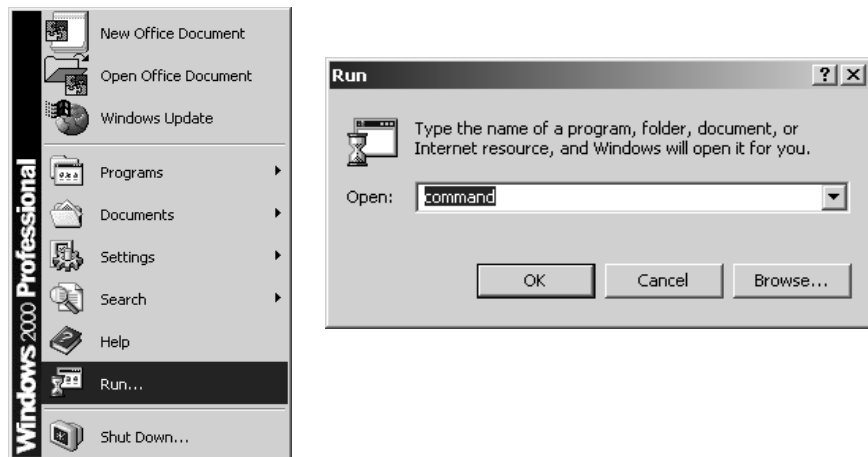 New Office Document
Open Office Document
Windows Update
Programs
Documents
Settings
Search
Help
Run...
Shut Down...
Windows 2000 Professional
Run
Type the name of a program, folder, document, or
Internet resource, and Windows will open it for you.
Open:
command
OK
Cancel
Browse...